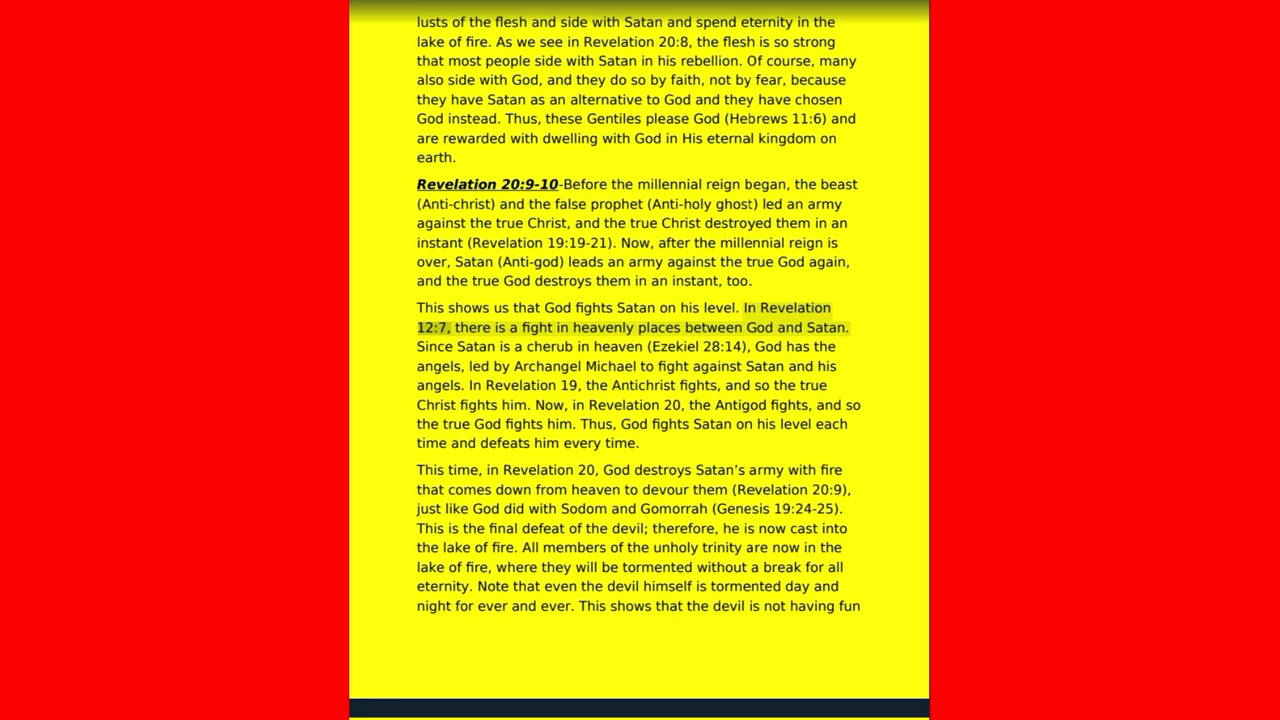 lusts of the flesh and side with Satan and spend eternity in the
lake of fire. As we see in Revelation 20:8, the flesh is so strong
that most people side with Satan in his rebellion. Of course, many
also side with God, and they do so by faith, not by fear, because
they have Satan as an alternative to God and they have chosen
God instead. Thus, these Gentiles please God (Hebrews 11:6) and
are rewarded with dwelling with God in His eternal kingdom on
earth.
Revelation 20:9-10-Before the millennial reign began, the beast
(Anti-christ) and the false prophet (Anti-holy ghost) led an army
against the true Christ, and the true Christ destroyed them in an
instant (Revelation 19:19-21). Now, after the millennial reign is
over, Satan (Anti-god) leads an army against the true God again,
and the true God destroys them in an instant, too.
This shows us that God fights Satan on his level. In Revelation
12:7, there is a fight in heavenly places between God and Satan.
Since Satan is a cherub in heaven (Ezekiel 28:14), God has the
angels, led by Archangel Michael to fight against Satan and his
angels. In Revelation 19, the Antichrist fights, and so the true
Christ fights him. Now, in Revelation 20, the Antigod fights, and so
the true God fights him. Thus, God fights Satan on his level each
time and defeats him every time.
This time, in Revelation 20, God destroys Satan’s army with fire
that comes down from heaven to devour them (Revelation 20:9),
just like God did with Sodom and Gomorrah (Genesis 19:24-25).
This is the final defeat of the devil; therefore, he is now cast into
the lake of fire. All members of the unholy trinity are now in the
lake of fire, where they will be tormented without a break for all
eternity. Note that even the devil himself is tormented day and
night for ever and ever. This shows that the devil is not having fun